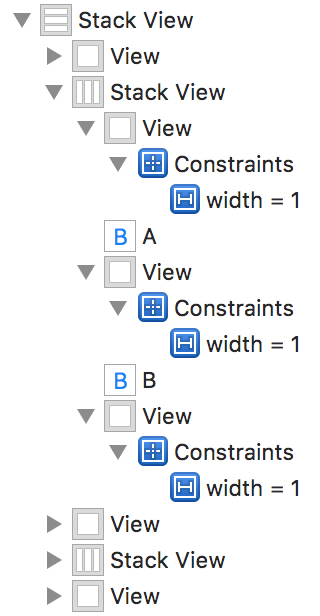 Stack View
View
Stack View
View
Constraints
width = 1
B A
View
Constraints
width = 1
B B
View
Constraints
width = 1
View
Stack View
View